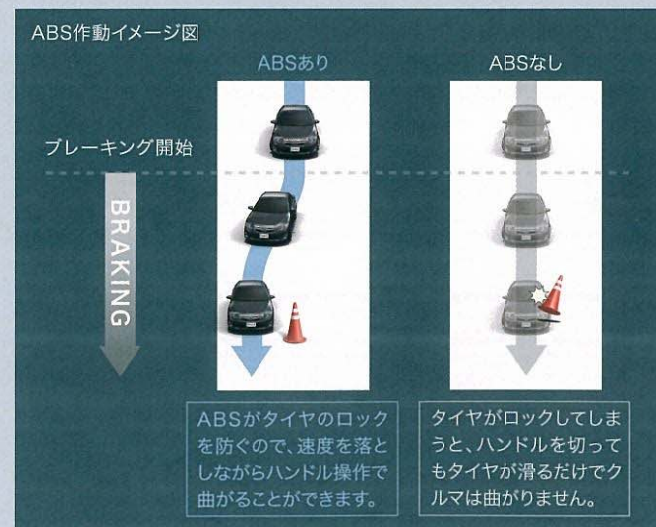 ABS作動イメージ図
ABSあり
ABSなし
ブレーキング開始
BRAKING
ABSがタイヤのロック
を防ぐので、速度を落と
しながらハンドル操作で
曲がることができます。
タイヤがロックしてしま
うと、ハンドルを切って
もタイヤが滑るだけでク
ルマは曲がりません。